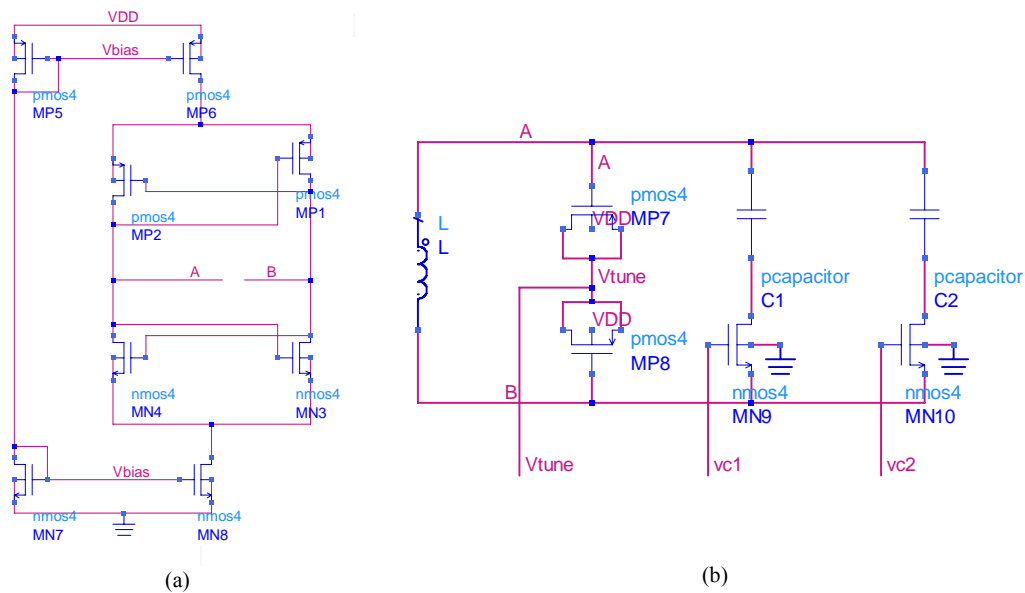 VDD
Vbias
pmos4
MP5
pmos4
MP6
pmos4
MP1
pmos4
MP2
A
B
nmos4
MN4
nmos4
MN3
Vbias
nmos4
MN7
nmos4
MN8
(a)
A
A
L
L
VDD
pmos4
MP7
Vtune
VDD
pmos4
MP8
pcapacitor
C1
pcapacitor
C2
B
nmos4
MN9
nmos4
MN10
Vtune
vc1
vc2
(b)